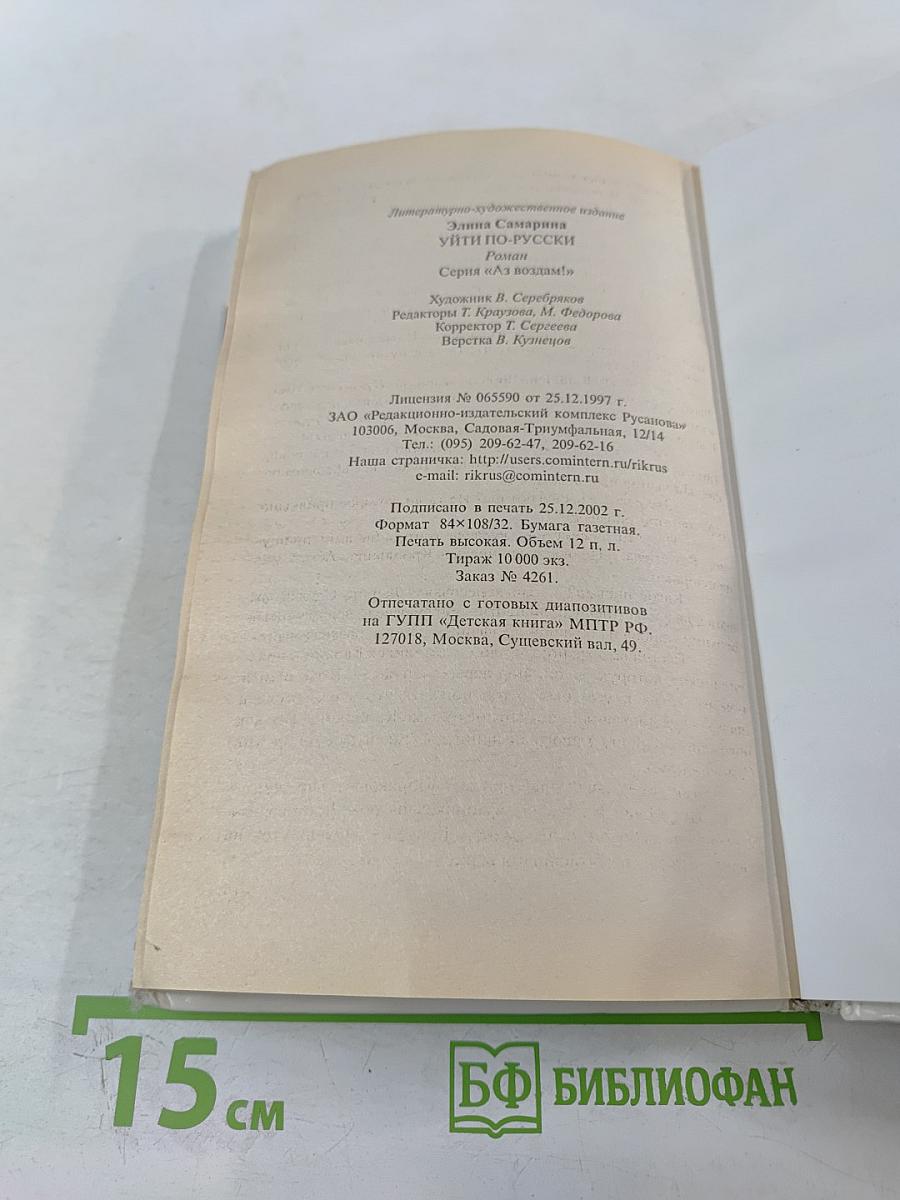 Литературно-художественное издание
Элина Самарина
УЙТИ ПО-РУССКИ
Роман
Серия «Аз воздам!»
Художник В. Серебряков
Редакторы Т. Краузова, М. Федорова
Корректор Т. Сергеева
Верстка В. Кузнецов
Лицензия № 065590 от 25.12.1997 г.
ЗАО «Редакционно-издательский комплекс Русанова»
103006, Москва, Садовая-Триумфальная, 12/14
Тел.: (095) 209-62-47, 209-62-16
Наша страничка: http://users.comintern.ru/rikrus
e-mail: rikrus@comintern.ru
Подписано в печать 25.12.2002 г.
Формат 84×108/32. Бумага газетная.
Печать высокая. Объем 12 п. л.
Тираж 10 000 экз.
Заказ № 4261.
Отпечатано с готовых диапозитивов
на ГУПП «Детская книга» МПТР РФ.
127018, Москва, Сущевский вал, 49.
15 см
БФ БИБЛИОФАН